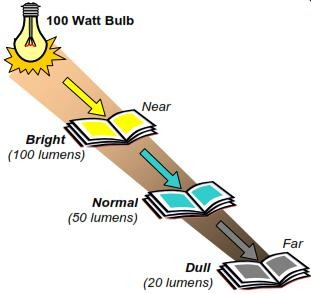 100 Watt Bulb
Near
Bright
(100 lumens)
Normal
(50 lumens)
Far
Dull
(20 lumens)